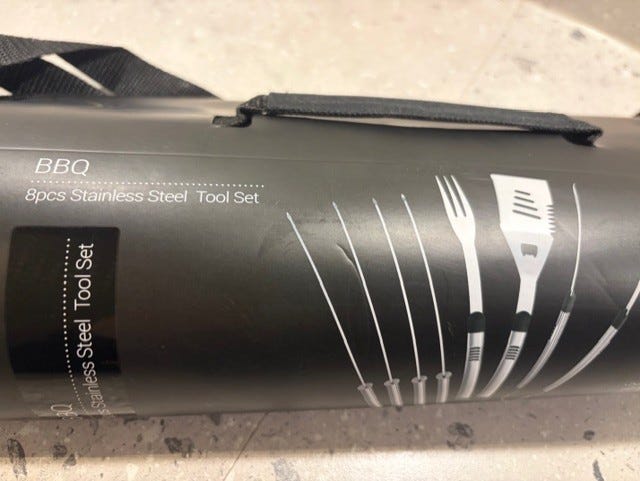 BBQ
8pcs Stainless Steel Tool Set
Stainless Steel Tool Set